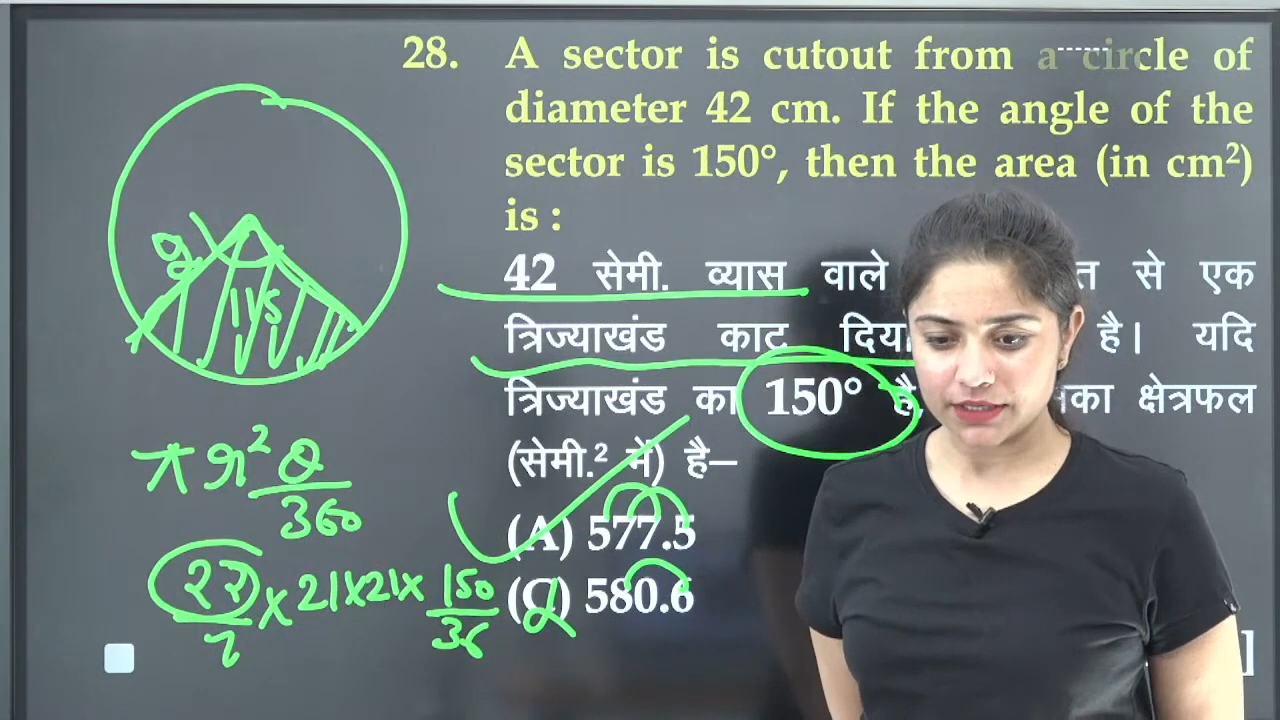 28. A sector is cutout from a circle of
diameter 42 cm. If the angle of the
sector is 150°, then the area (in cm²)
is :
42 सेमी. व्यास वाले त से एक
त्रिज्याखंड काट दिया है। यदि
त्रिज्याखंड का 150° है, का क्षेत्रफल
(सेमी.² में) है–
(A) 577.5
(C) 580.6
]
πr² θ/360
22/7 × 21×21× 150/36